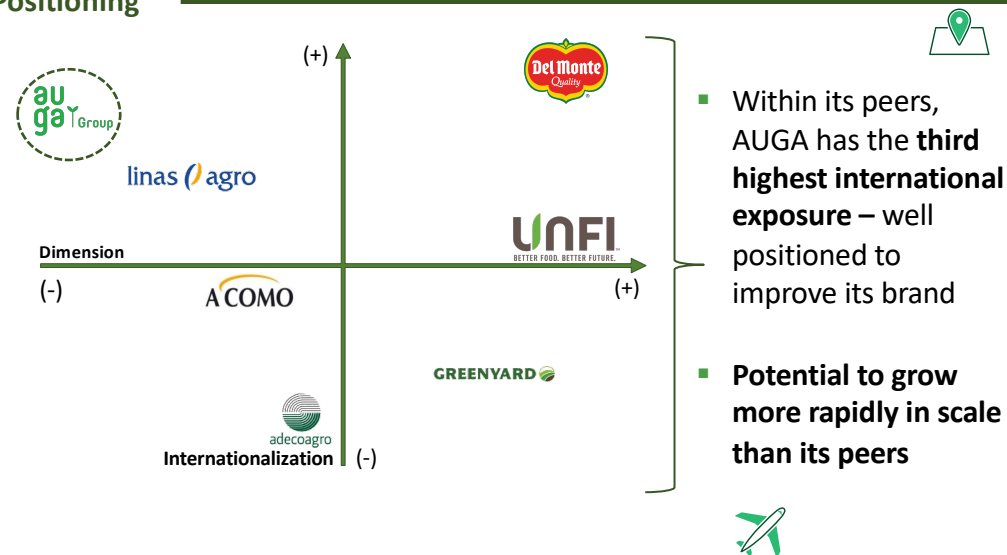 Positioning
(+)
au
ga Group
linas agro
Del Monte
Quality
UNFI
BETTER FOOD. BETTER FUTURE.
Dimension
(-)
(+)
ACOMO
GREENYARD
adecoagro
Internationalization
(-)
▪ Within its peers,
AUGA has the third
highest international
exposure – well
positioned to
improve its brand
▪ Potential to grow
more rapidly in scale
than its peers